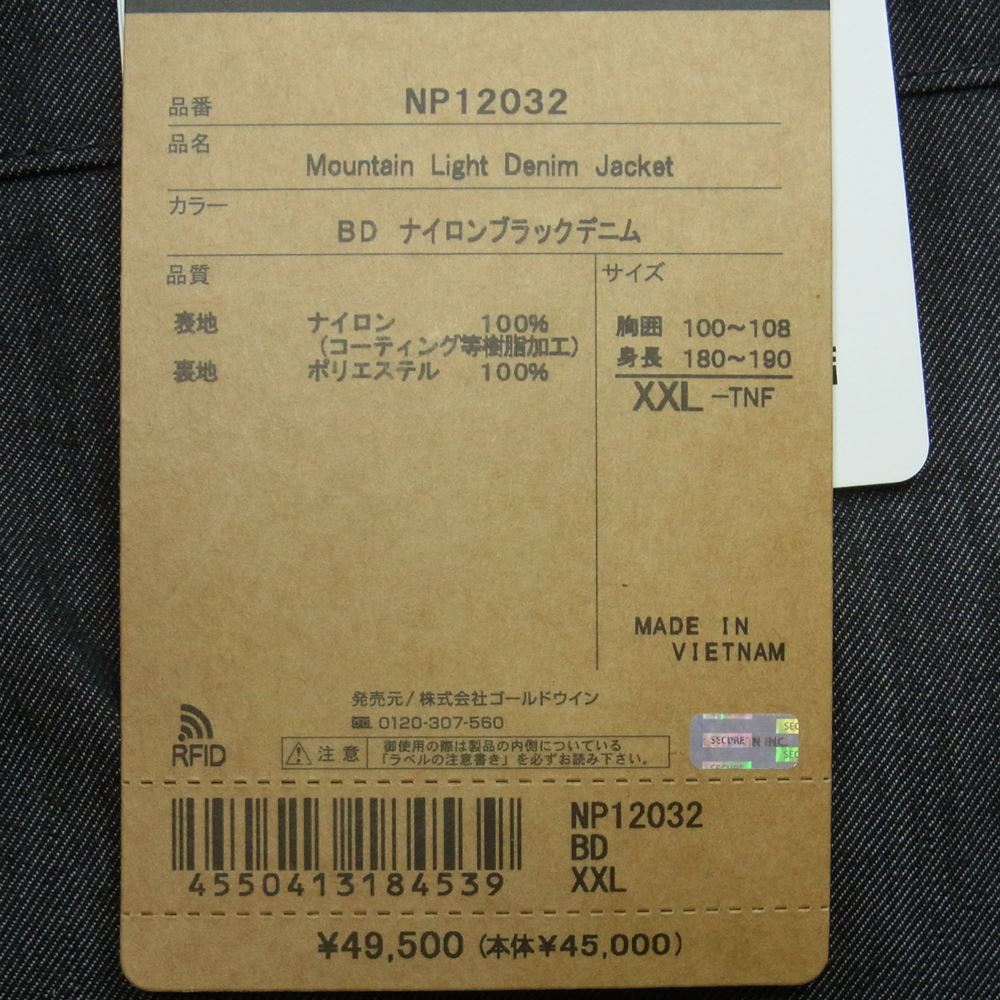 品番 NP12032
品名
Mountain Light Denim Jacket
カラー
BD ナイロンブラックデニム
品質
表地 ナイロン 100%
(コーティング等樹脂加工)
裏地 ポリエステル 100%
サイズ
胸囲 100~108
身長 180~190
XXL -TNF
MADE IN
VIETNAM
発売元/株式会社ゴールドウイン
0120-307-560
RFID
注意
御使用の際は製品の内側についている
「ラベルの注意書き」を必ずお読み下さい。
SECURE
4550413184539
NP12032
BD
XXL
¥49,500 (本体¥45,000)